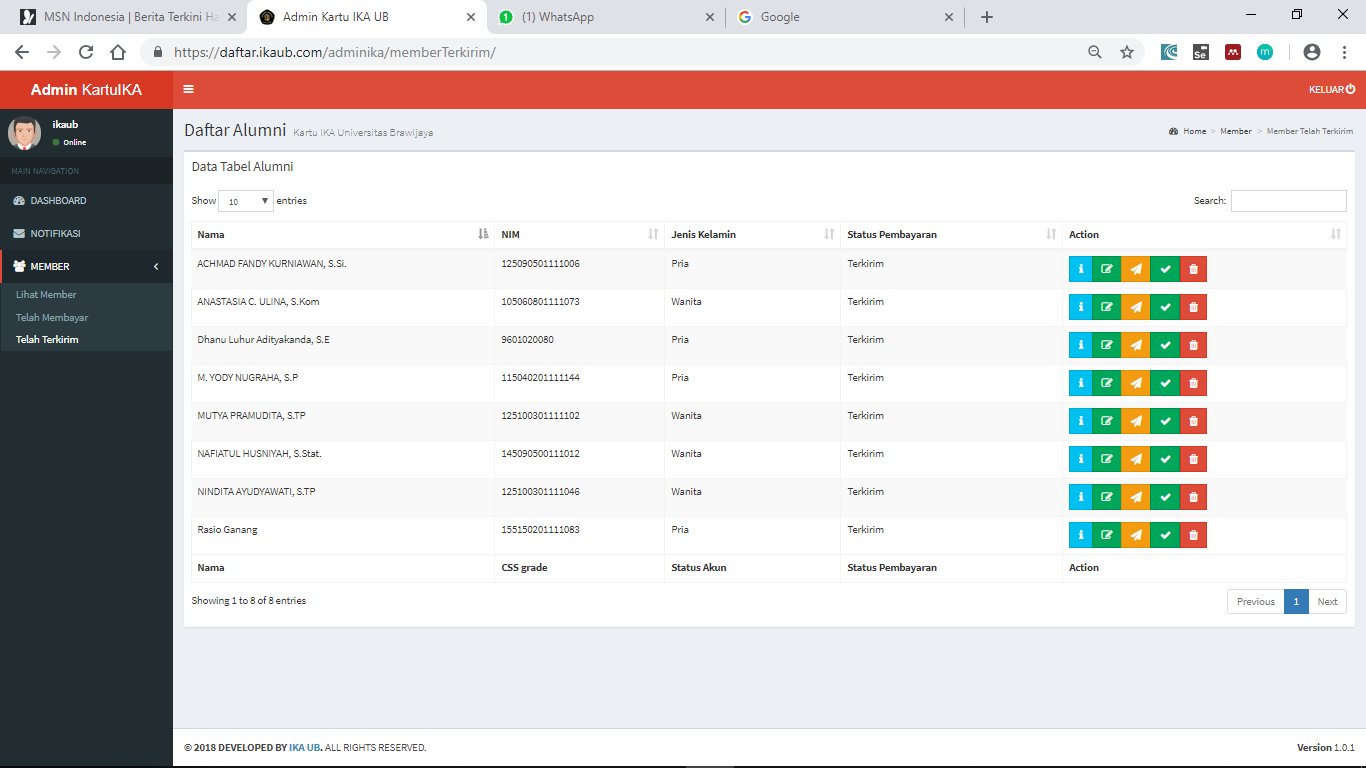 MSN Indonesia | Berita Terkini Ha
Admin Kartu IKA UB
(1) WhatsApp
Google
https://daftar.ikaub.com/adminika/memberTerkirim/
Admin KartuIKA
KELUAR
ikaub
Online
MAIN NAVIGATION
DASHBOARD
NOTIFIKASI
MEMBER
Lihat Member
Telah Membayar
Telah Terkirim
Daftar Alumni Kartu IKA Universitas Brawijaya
Home > Member > Member Telah Terkirim
Data Tabel Alumni
Show 10 entries
Search:
Nama NIM Jenis Kelamin Status Pembayaran Action
ACHMAD FANDY KURNIAWAN, S.Si. 125090501111006 Pria Terkirim
ANASTASIA C. ULINA, S.Kom 105060801111073 Wanita Terkirim
Dhanu Luhur Adityakanda, S.E 9601020080 Pria Terkirim
M. YODY NUGRAHA, S.P 115040201111144 Pria Terkirim
MUTYA PRAMUDITA, S.TP 125100301111102 Wanita Terkirim
NAFIATUL HUSNIYAH, S.Stat. 145090500111012 Wanita Terkirim
NINDITA AYUDYAWATI, S.TP 125100301111046 Wanita Terkirim
Rasio Ganang 155150201111083 Pria Terkirim
Nama CSS grade Status Akun Status Pembayaran Action
Showing 1 to 8 of 8 entries
Previous 1 Next
© 2018 DEVELOPED BY IKA UB. ALL RIGHTS RESERVED.
Version 1.0.1